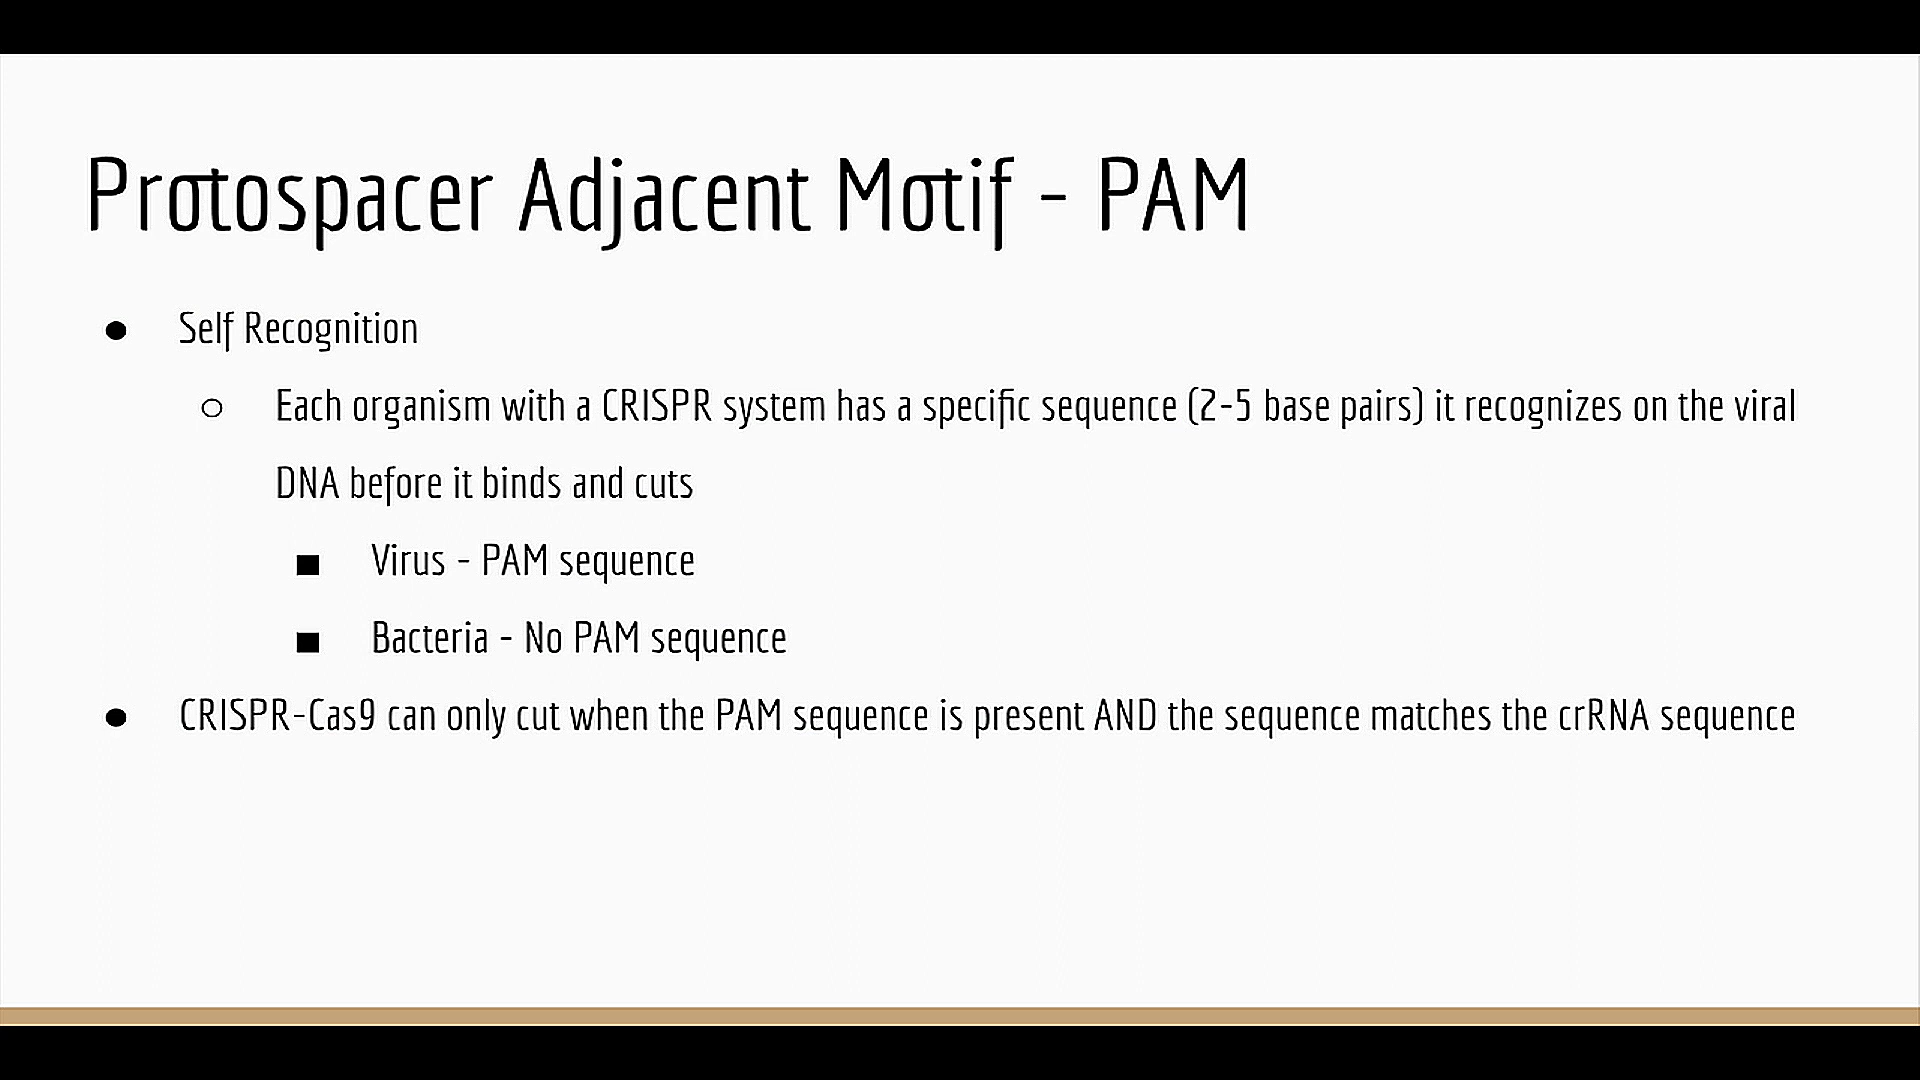 Protospacer Adjacent Motif - PAM
● Self Recognition
○ Each organism with a CRISPR system has a specific sequence (2-5 base pairs) it recognizes on the viral
DNA before it binds and cuts
■ Virus - PAM sequence
■ Bacteria - No PAM sequence
● CRISPR-Cas9 can only cut when the PAM sequence is present AND the sequence matches the crRNA sequence